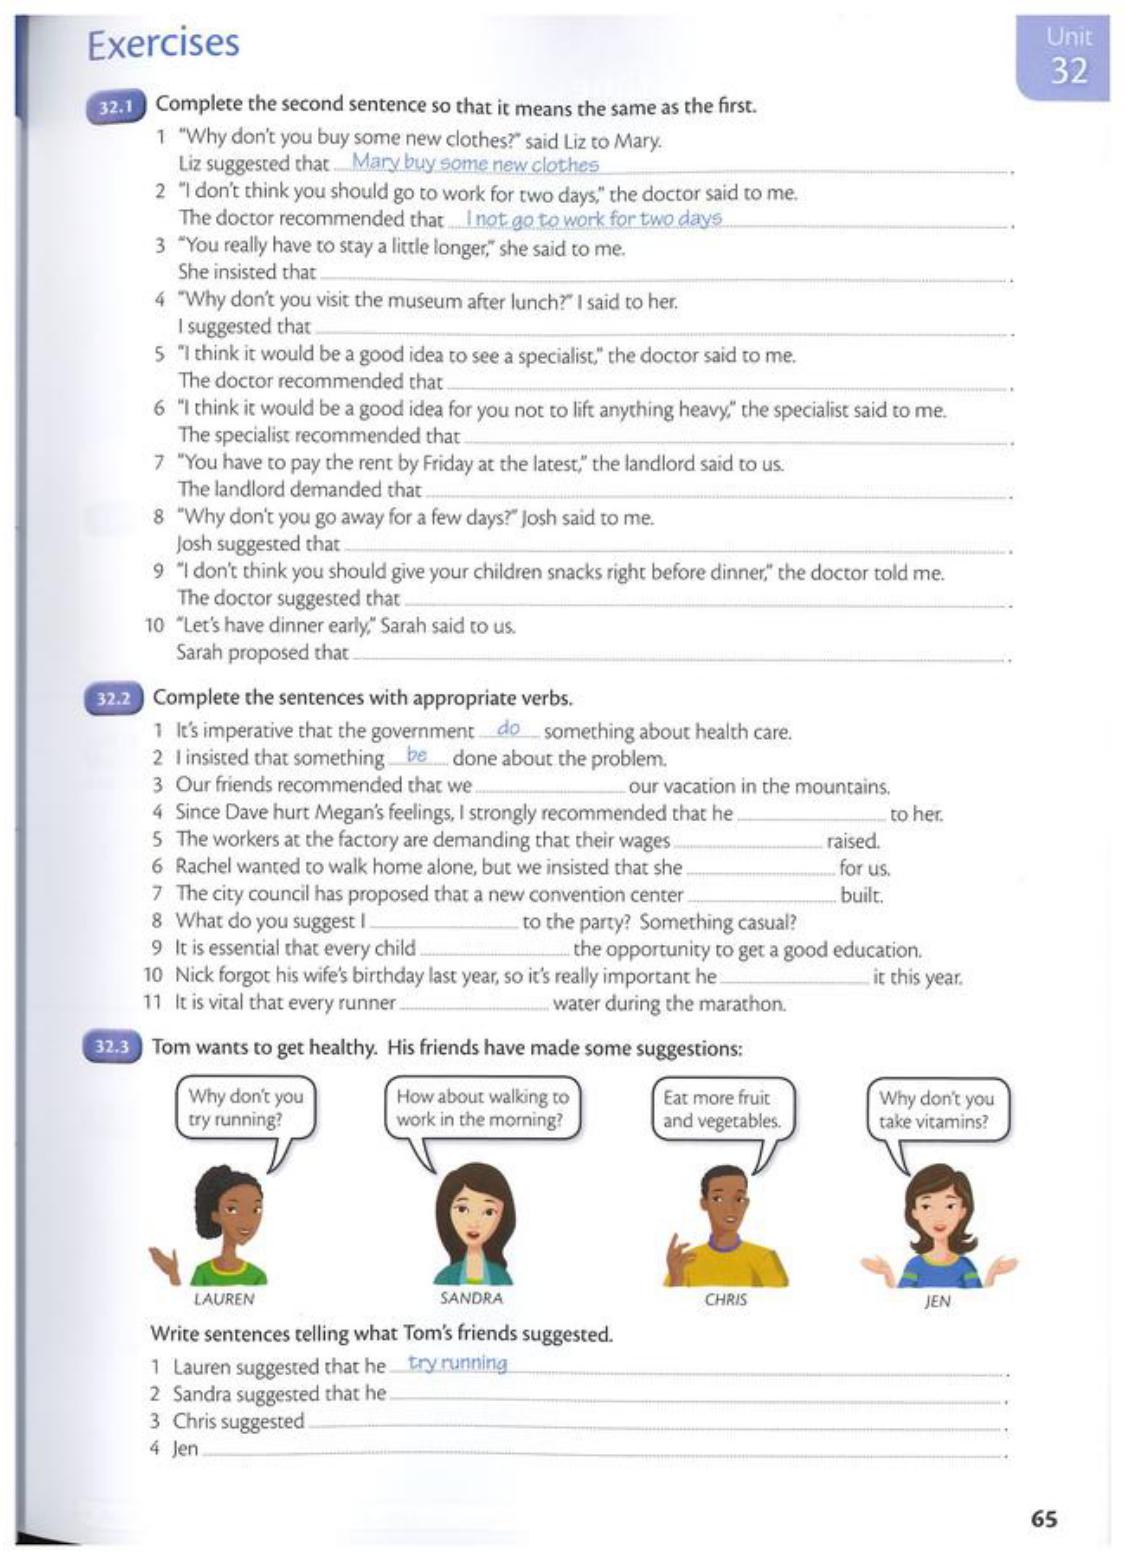 Exercises
Unit
32
32.1 Complete the second sentence so that it means the same as the first.
1 "Why don't you buy some new clothes?" said Liz to Mary.
Liz suggested that Mary buy some new clothes.
2 "I don't think you should go to work for two days," the doctor said to me.
The doctor recommended that I not go to work for two days.
3 "You really have to stay a little longer," she said to me.
She insisted that .
4 "Why don't you visit the museum after lunch?" I said to her.
I suggested that .
5 "I think it would be a good idea to see a specialist," the doctor said to me.
The doctor recommended that .
6 "I think it would be a good idea for you not to lift anything heavy," the specialist said to me.
The specialist recommended that .
7 "You have to pay the rent by Friday at the latest," the landlord said to us.
The landlord demanded that .
8 "Why don't you go away for a few days?" Josh said to me.
Josh suggested that .
9 "I don't think you should give your children snacks right before dinner," the doctor told me.
The doctor suggested that .
10 "Let's have dinner early," Sarah said to us.
Sarah proposed that .
32.2 Complete the sentences with appropriate verbs.
1 It's imperative that the government do something about health care.
2 I insisted that something be done about the problem.
3 Our friends recommended that we our vacation in the mountains.
4 Since Dave hurt Megan's feelings, I strongly recommended that he to her.
5 The workers at the factory are demanding that their wages raised.
6 Rachel wanted to walk home alone, but we insisted that she for us.
7 The city council has proposed that a new convention center built.
8 What do you suggest I to the party? Something casual?
9 It is essential that every child the opportunity to get a good education.
10 Nick forgot his wife's birthday last year, so it's really important he it this year.
11 It is vital that every runner water during the marathon.
32.3 Tom wants to get healthy. His friends have made some suggestions:
Why don't you
try running?
How about walking to
work in the morning?
Eat more fruit
and vegetables.
Why don't you
take vitamins?
LAUREN
SANDRA
CHRIS
JEN
Write sentences telling what Tom's friends suggested.
1 Lauren suggested that he try running.
2 Sandra suggested that he .
3 Chris suggested .
4 Jen .
65